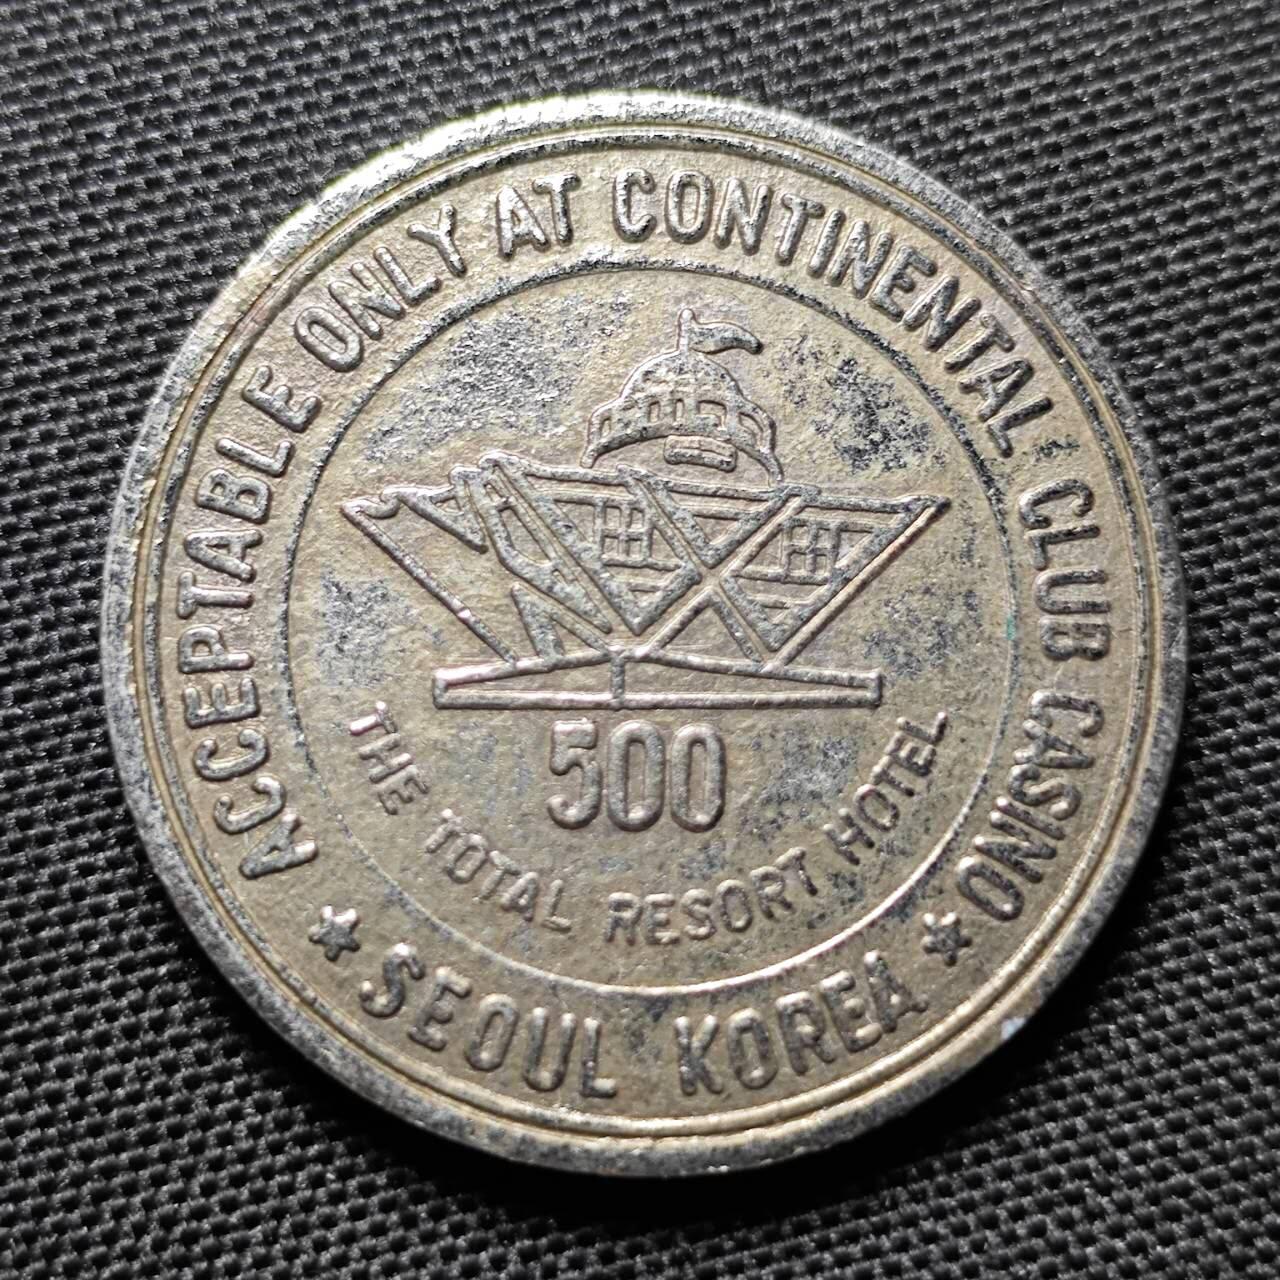 ACCEPTABLE ONLY AT CONTINENTAL CLUB CASINO
500
THE TOTAL RESORT HOTEL
SEOUL KOREA